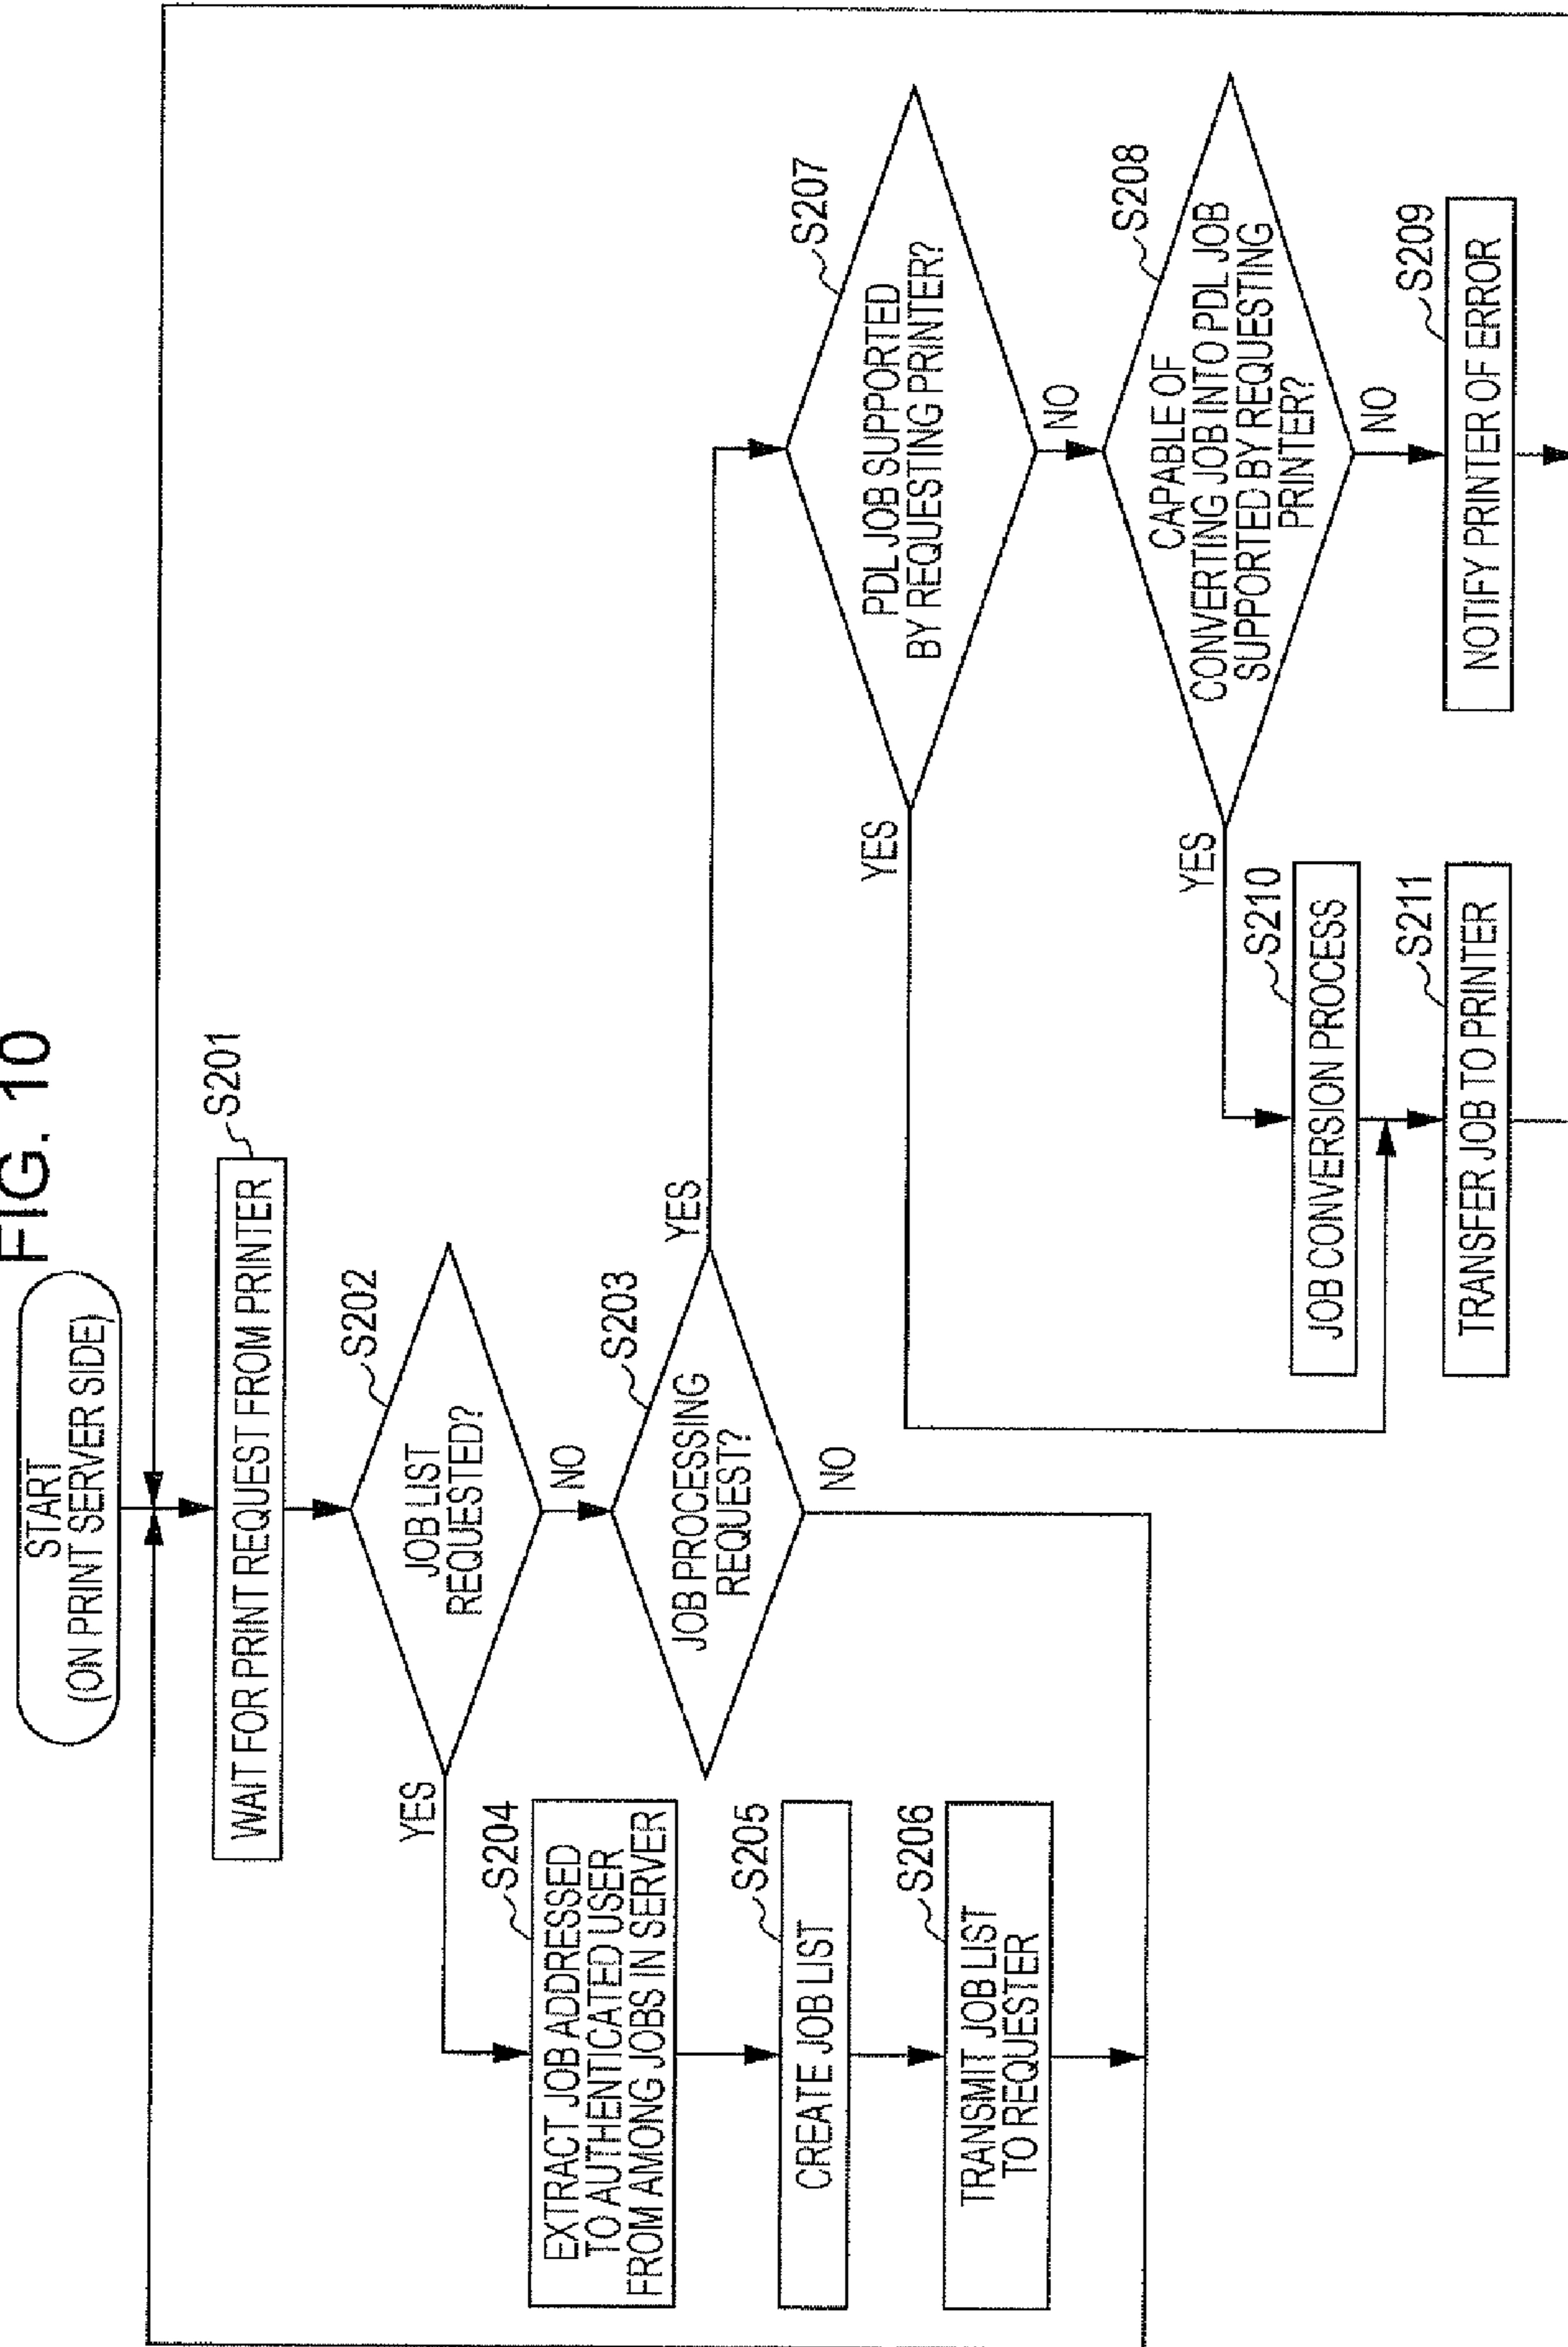 FIG. 10
START
(ON PRINT SERVER SIDE)
S201
WAIT FOR PRINT REQUEST FROM PRINTER
S202
JOB LIST
REQUESTED?
YES
NO
S203
JOB PROCESSING
REQUEST?
YES
NO
S204
EXTRACT JOB ADDRESSED
TO AUTHENTICATED USER
FROM AMONG JOBS IN SERVER
S205
CREATE JOB LIST
S206
TRANSMIT JOB LIST
TO REQUESTER
S207
PDL JOB SUPPORTED
BY REQUESTING PRINTER?
YES
NO
S208
CAPABLE OF
CONVERTING JOB INTO PDL JOB
SUPPORTED BY REQUESTING
PRINTER?
YES
NO
S210
JOB CONVERSION PROCESS
S209
NOTIFY PRINTER OF ERROR
S211
TRANSFER JOB TO PRINTER